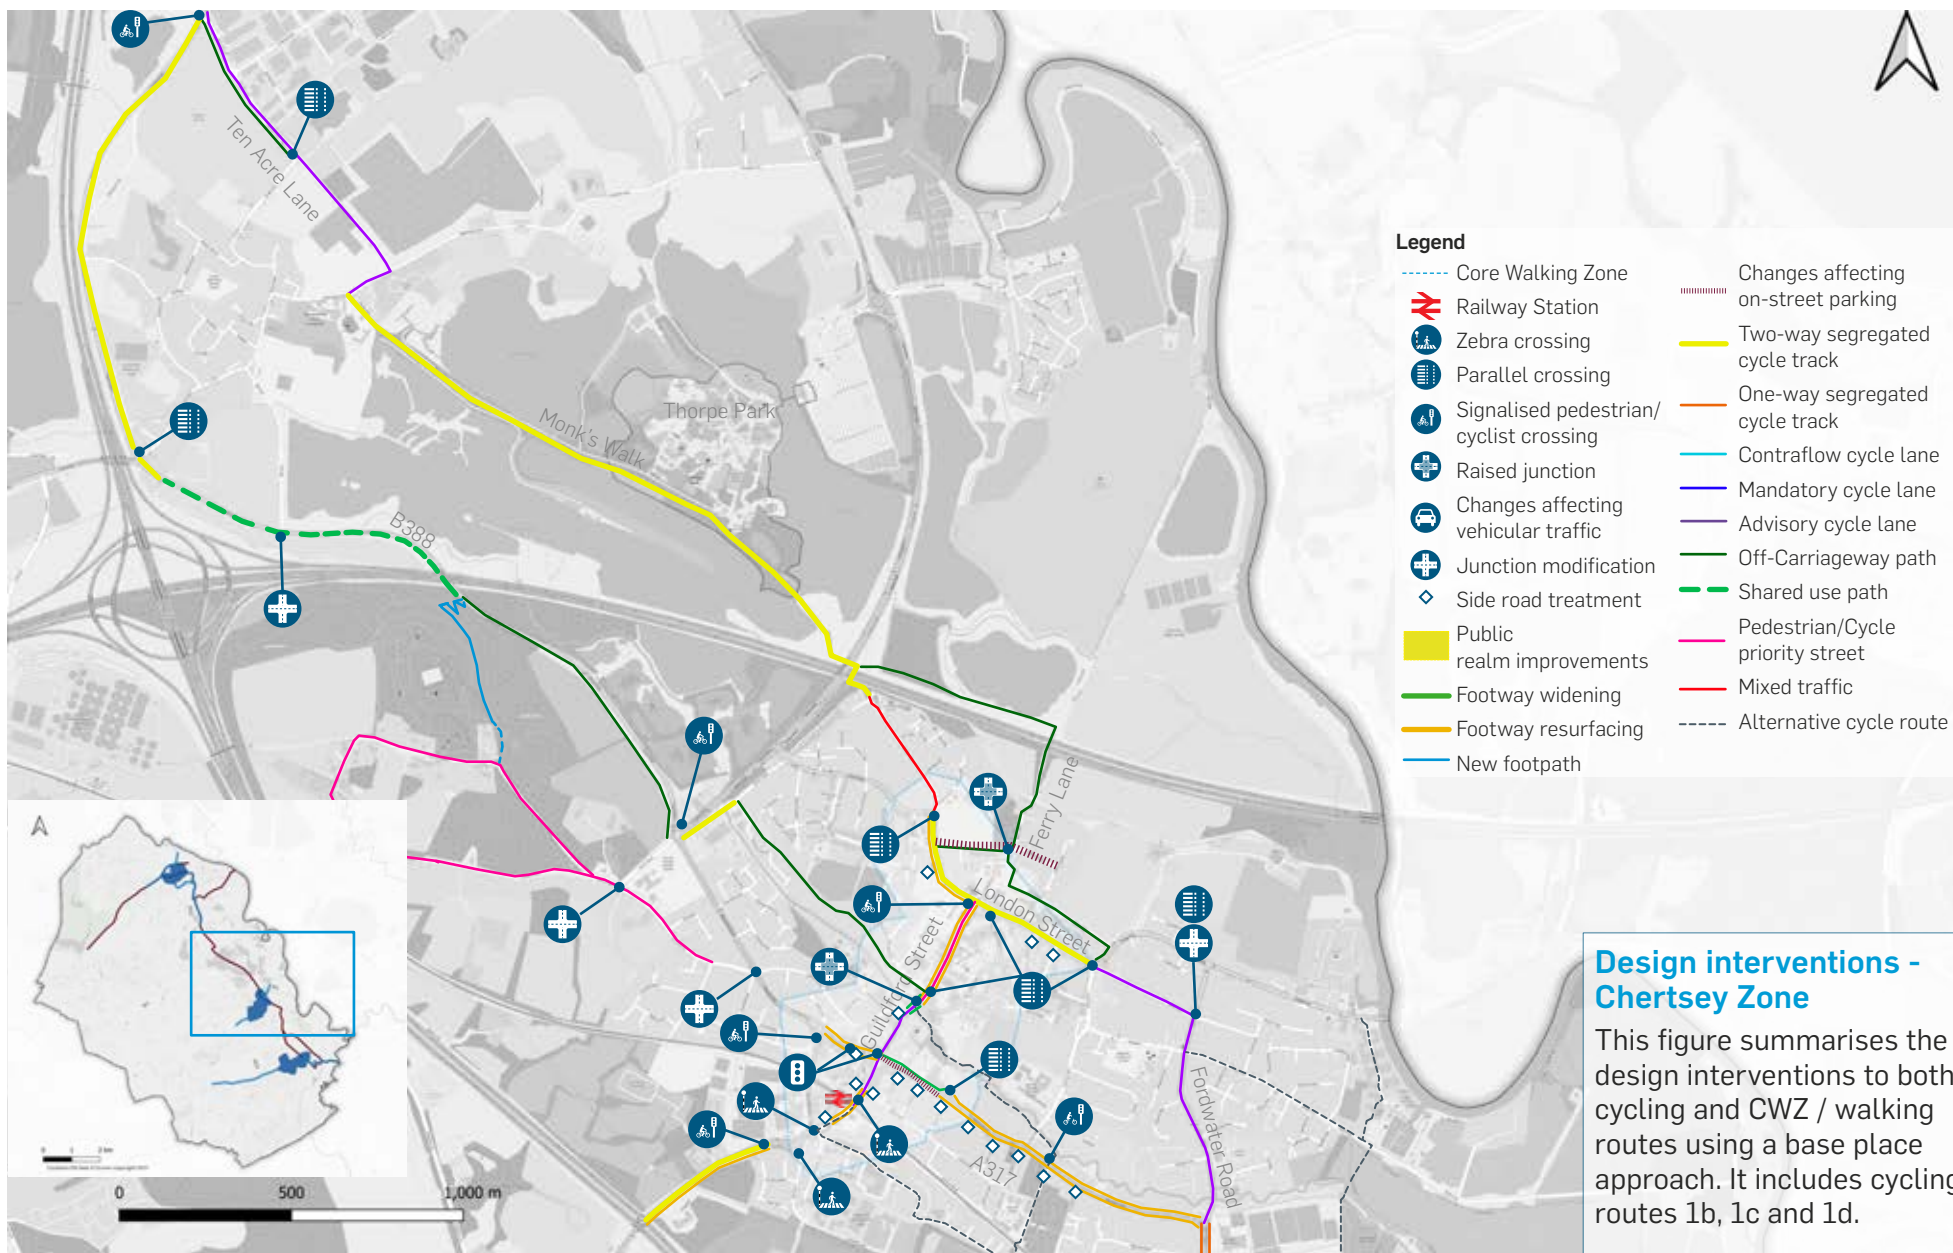 Ten Acre Lane
Thorpe Park
Monk's Walk
B388
Ferry Lane
London Street
Guildford Street
A317
Fordwater Road
Legend
Core Walking Zone
Railway Station
Zebra crossing
Parallel crossing
Signalised pedestrian/
cyclist crossing
Raised junction
Changes affecting
vehicular traffic
Junction modification
Side road treatment
Public
realm improvements
Footway widening
Footway resurfacing
New footpath
Changes affecting
on-street parking
Two-way segregated
cycle track
One-way segregated
cycle track
Contraflow cycle lane
Mandatory cycle lane
Advisory cycle lane
Off-Carriageway path
Shared use path
Pedestrian/Cycle
priority street
Mixed traffic
Alternative cycle route
0 500 1,000 m
Design interventions -
Chertsey Zone
This figure summarises the
design interventions to both
cycling and CWZ / walking
routes using a base place
approach. It includes cycling
routes 1b, 1c and 1d.